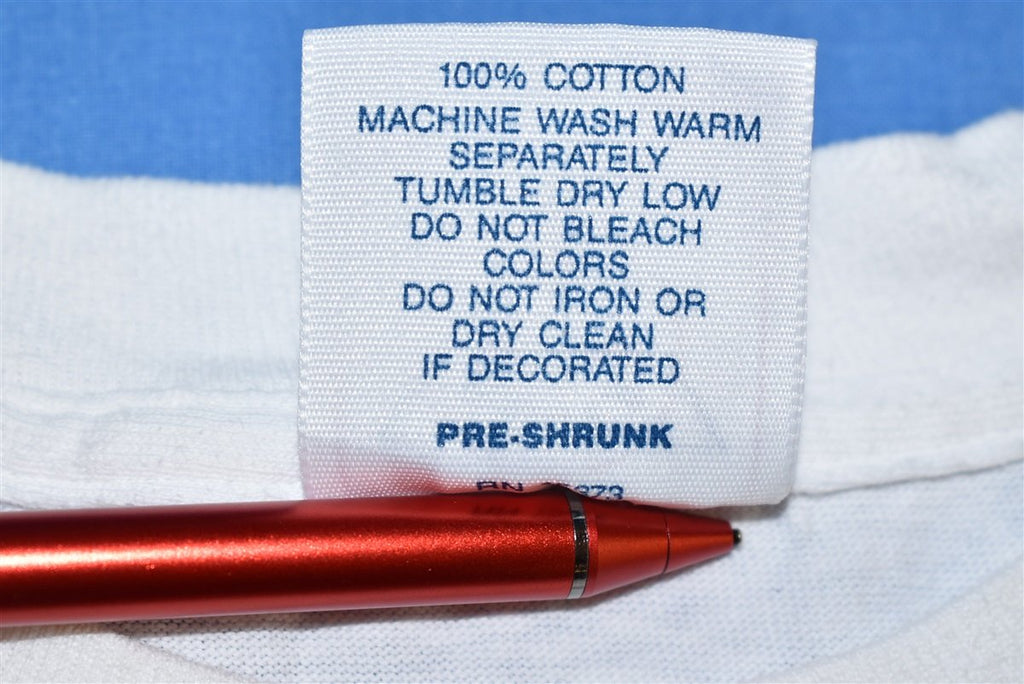 100% COTTON
MACHINE WASH WARM
SEPARATELY
TUMBLE DRY LOW
DO NOT BLEACH
COLORS
DO NOT IRON OR
DRY CLEAN
IF DECORATED
PRE-SHRUNK
RN